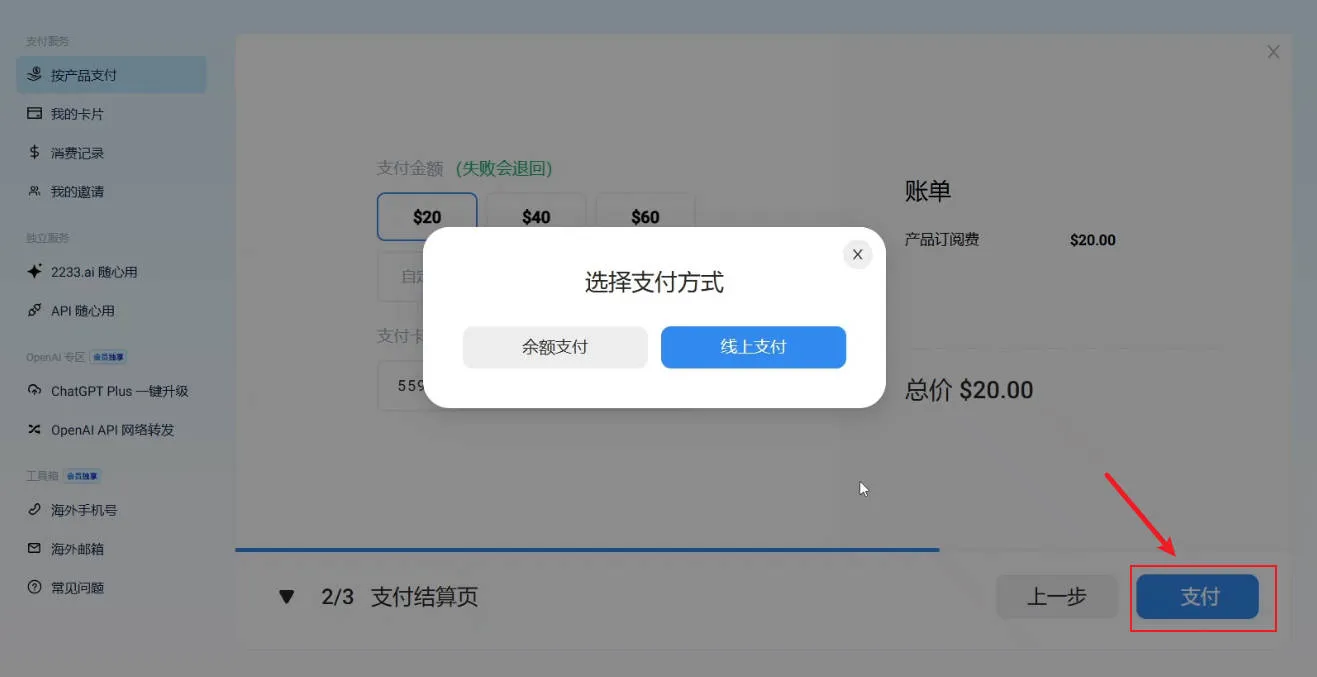 支付服务
按产品支付
我的卡片
消费记录
我的邀请
独立服务
2233.ai 随心用
API 随心用
OpenAI 专区 会员独享
ChatGPT Plus 一键升级
OpenAI API 网络转发
工具箱 会员独享
海外手机号
海外邮箱
常见问题
支付金额 (失败会退回)
$20 $40 $60
自定
支付卡
559
选择支付方式
X
余额支付 线上支付
账单
产品订阅费 $20.00
总价 $20.00
2/3 支付结算页
上一步 支付